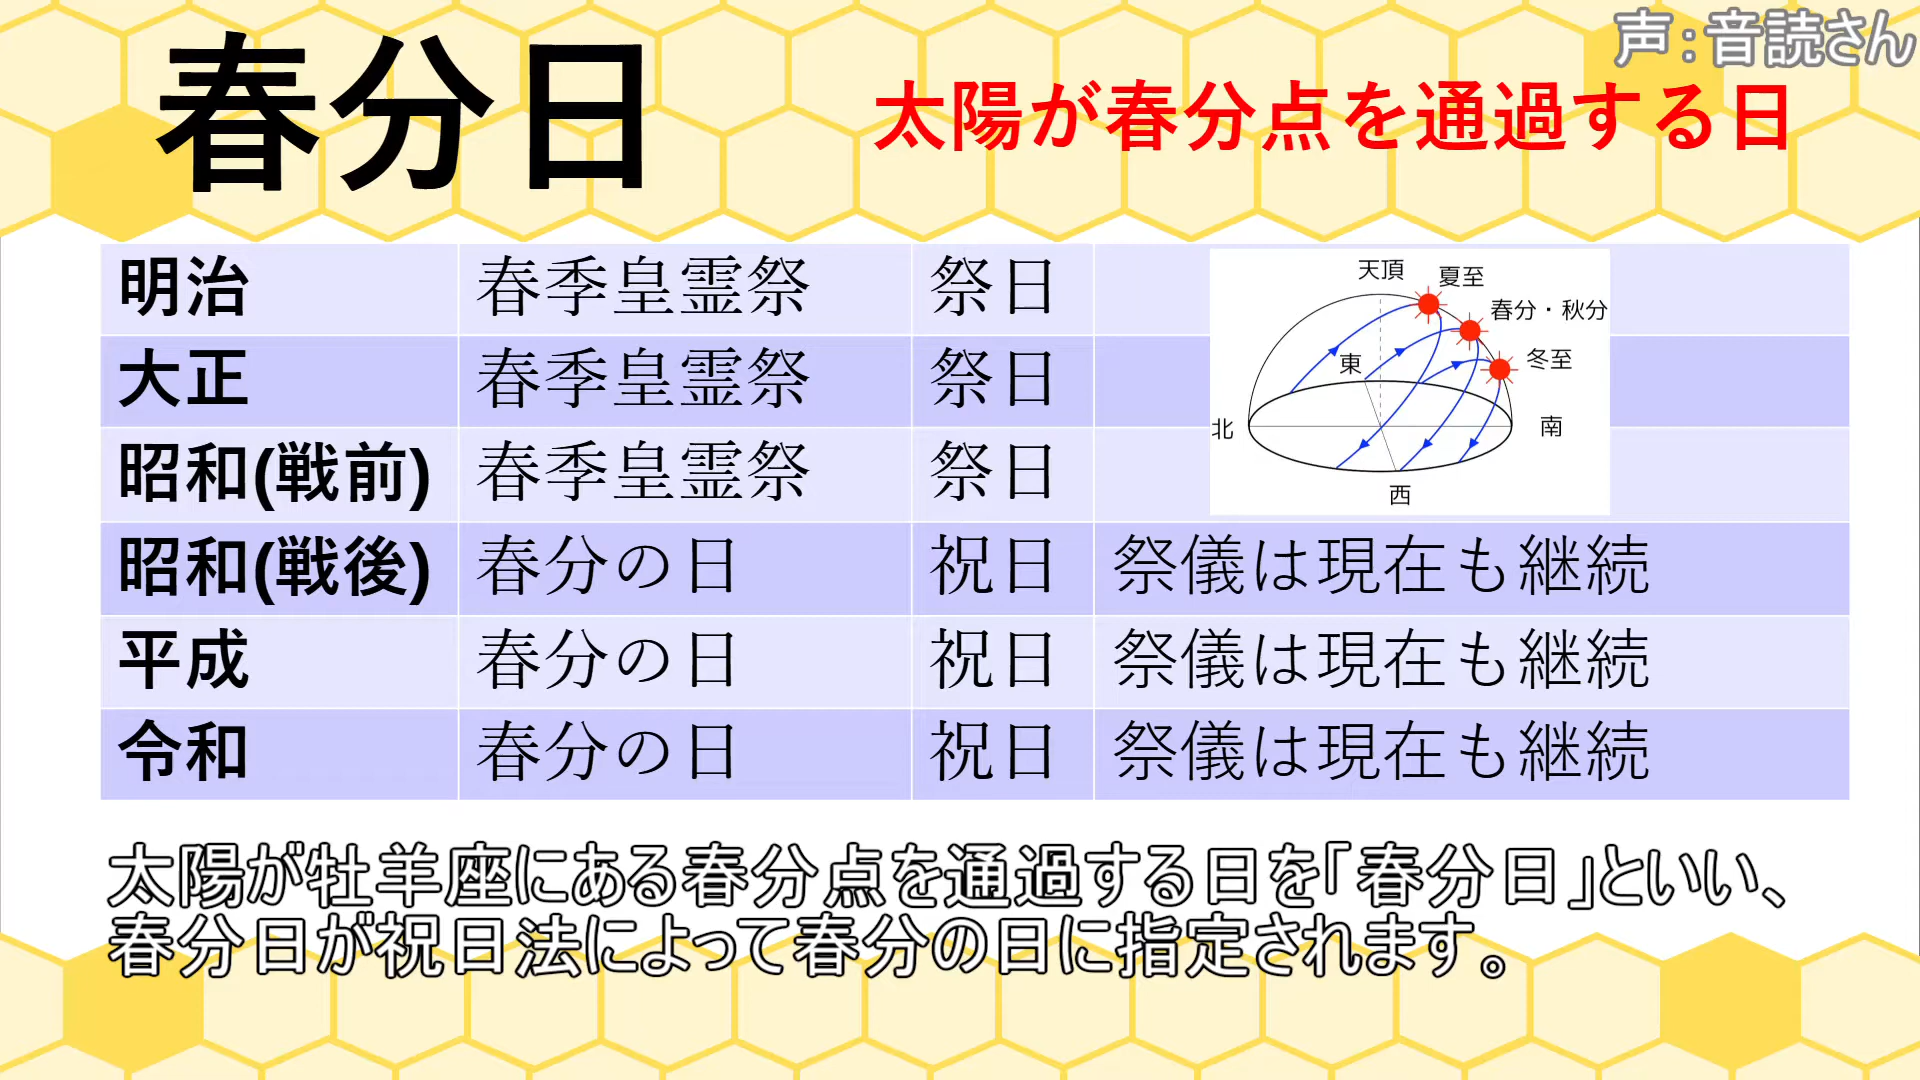 声：音読さん
春分日
太陽が春分点を通過する日
明治 春季皇霊祭 祭日
大正 春季皇霊祭 祭日
昭和(戦前) 春季皇霊祭 祭日
昭和(戦後) 春分の日 祝日 祭儀は現在も継続
平成 春分の日 祝日 祭儀は現在も継続
令和 春分の日 祝日 祭儀は現在も継続
天頂
夏至
春分・秋分
冬至
東
北
南
西
太陽が牡羊座にある春分点を通過する日を｢春分日｣といい、
春分日が祝日法によって春分の日に指定されます。